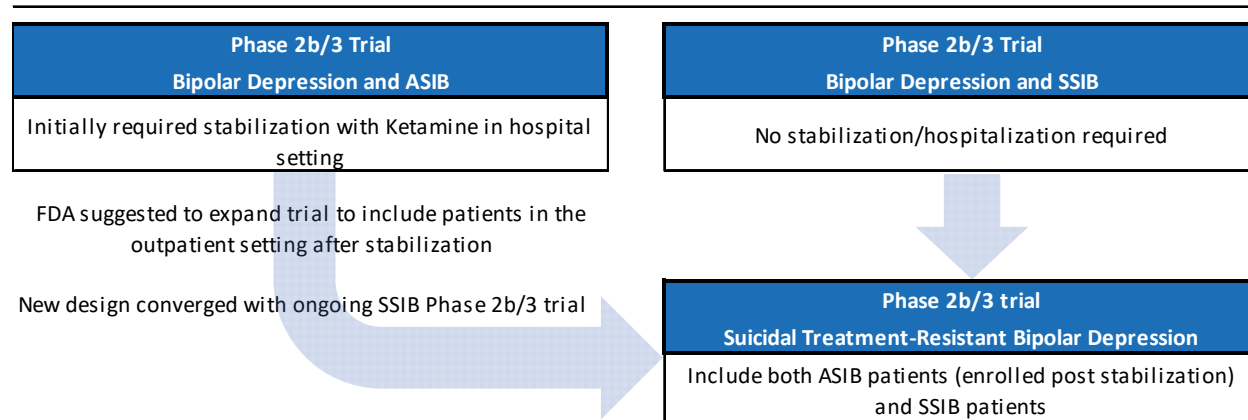 Phase 2b/3 Trial
Bipolar Depression and ASIB
Initially required stabilization with Ketamine in hospital
setting
Phase 2b/3 Trial
Bipolar Depression and SSIB
No stabilization/hospitalization required
FDA suggested to expand trial to include patients in the
outpatient setting after stabilization
New design converged with ongoing SSIB Phase 2b/3 trial
Phase 2b/3 trial
Suicidal Treatment-Resistant Bipolar Depression
Include both ASIB patients (enrolled post stabilization)
and SSIB patients